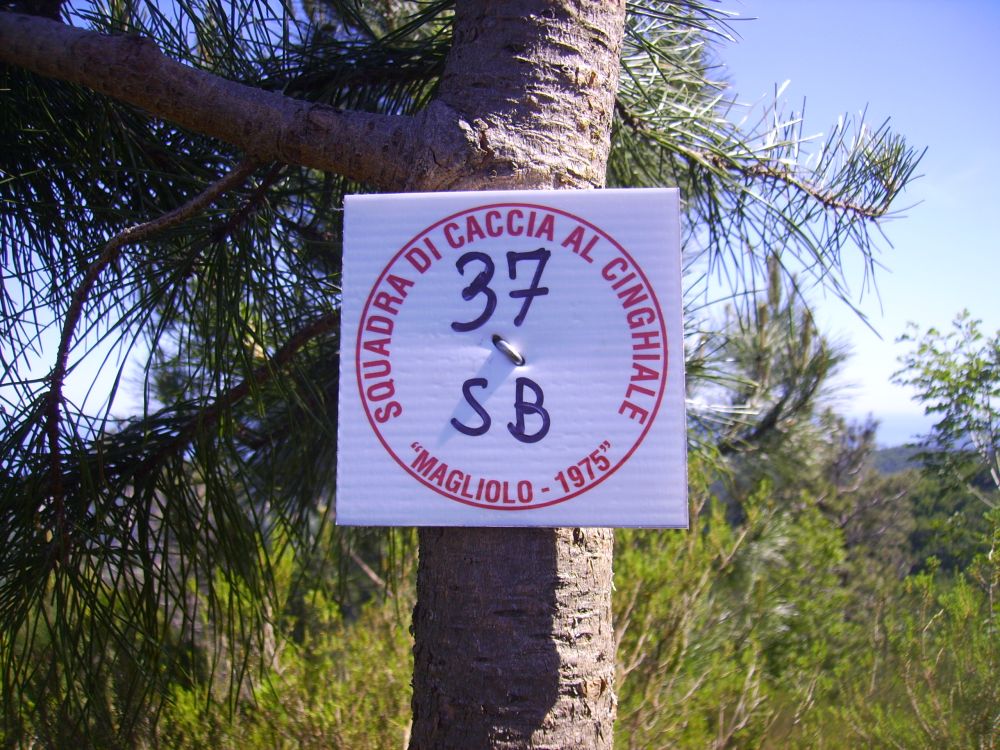 SQUADRA DI CACCIA AL CINGHIALE
37
SB
“MAGLIOLO - 1975”